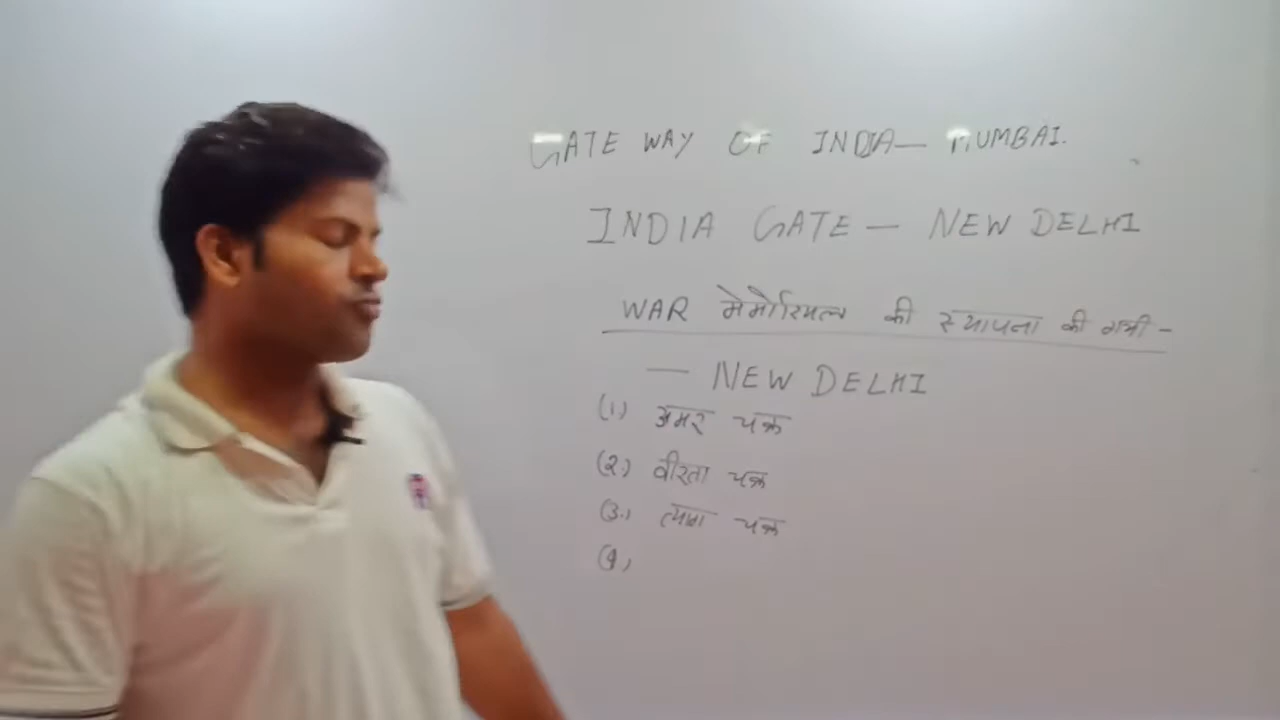 GATE WAY OF INDIA— MUMBAI.
INDIA GATE — NEW DELHI
WAR मेमोरियल की स्थापना की गयी -
— NEW DELHI
(1) अमर चक्र
(2.) वीरता चक्र
(3.) त्याग चक्र
(4)